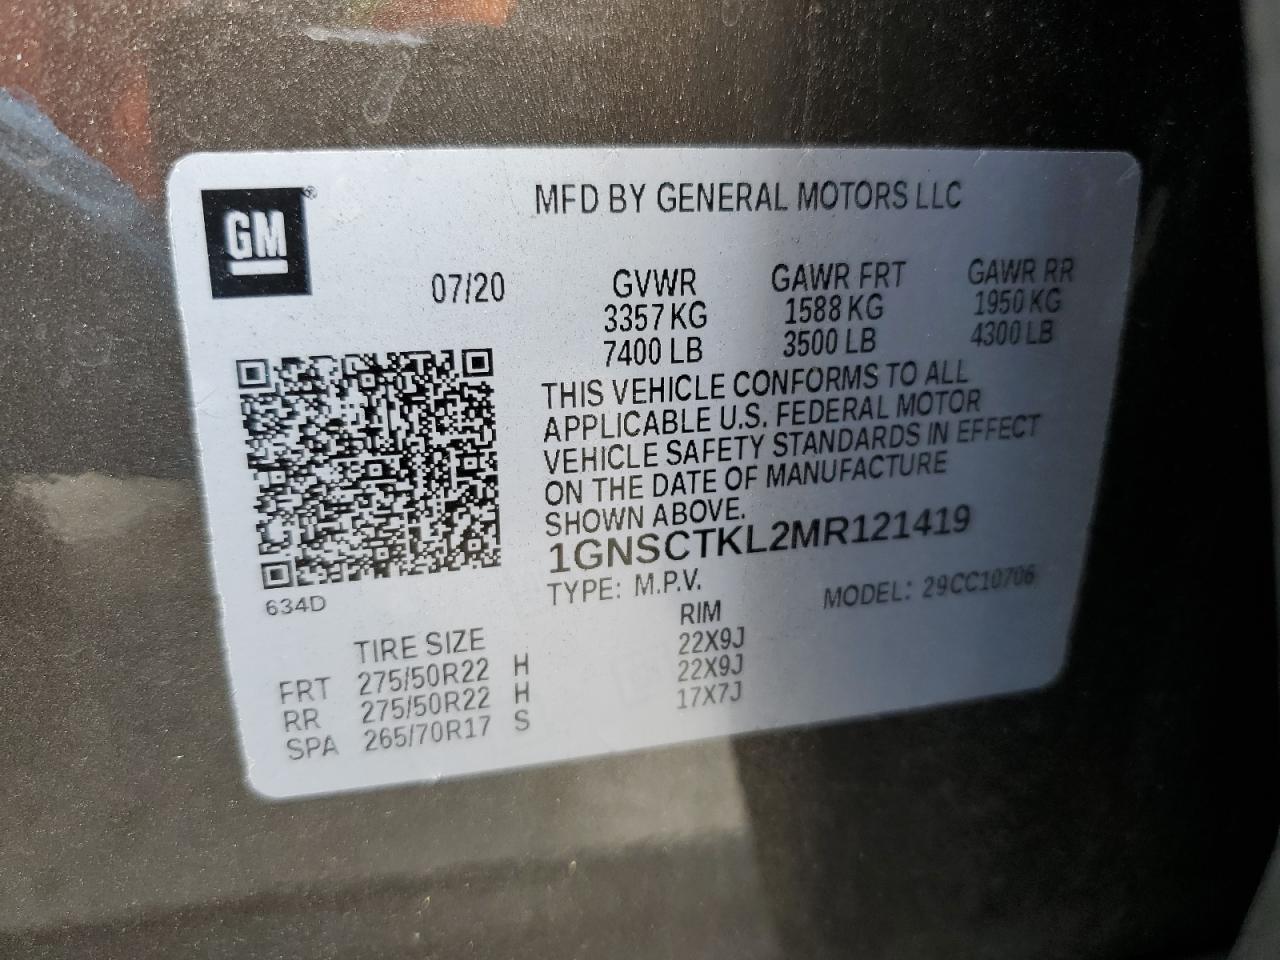 GM®
MFD BY GENERAL MOTORS LLC
07/20
GVWR GAWR FRT GAWR RR
3357 KG 1588 KG 1950 KG
7400 LB 3500 LB 4300 LB
THIS VEHICLE CONFORMS TO ALL
APPLICABLE U.S. FEDERAL MOTOR
VEHICLE SAFETY STANDARDS IN EFFECT
ON THE DATE OF MANUFACTURE
SHOWN ABOVE.
1GNSCTKL2MR121419
TYPE: M.P.V. MODEL: 29CC10706
634D
TIRE SIZE RIM
FRT 275/50R22 H 22X9J
RR 275/50R22 H 22X9J
SPA 265/70R17 S 17X7J